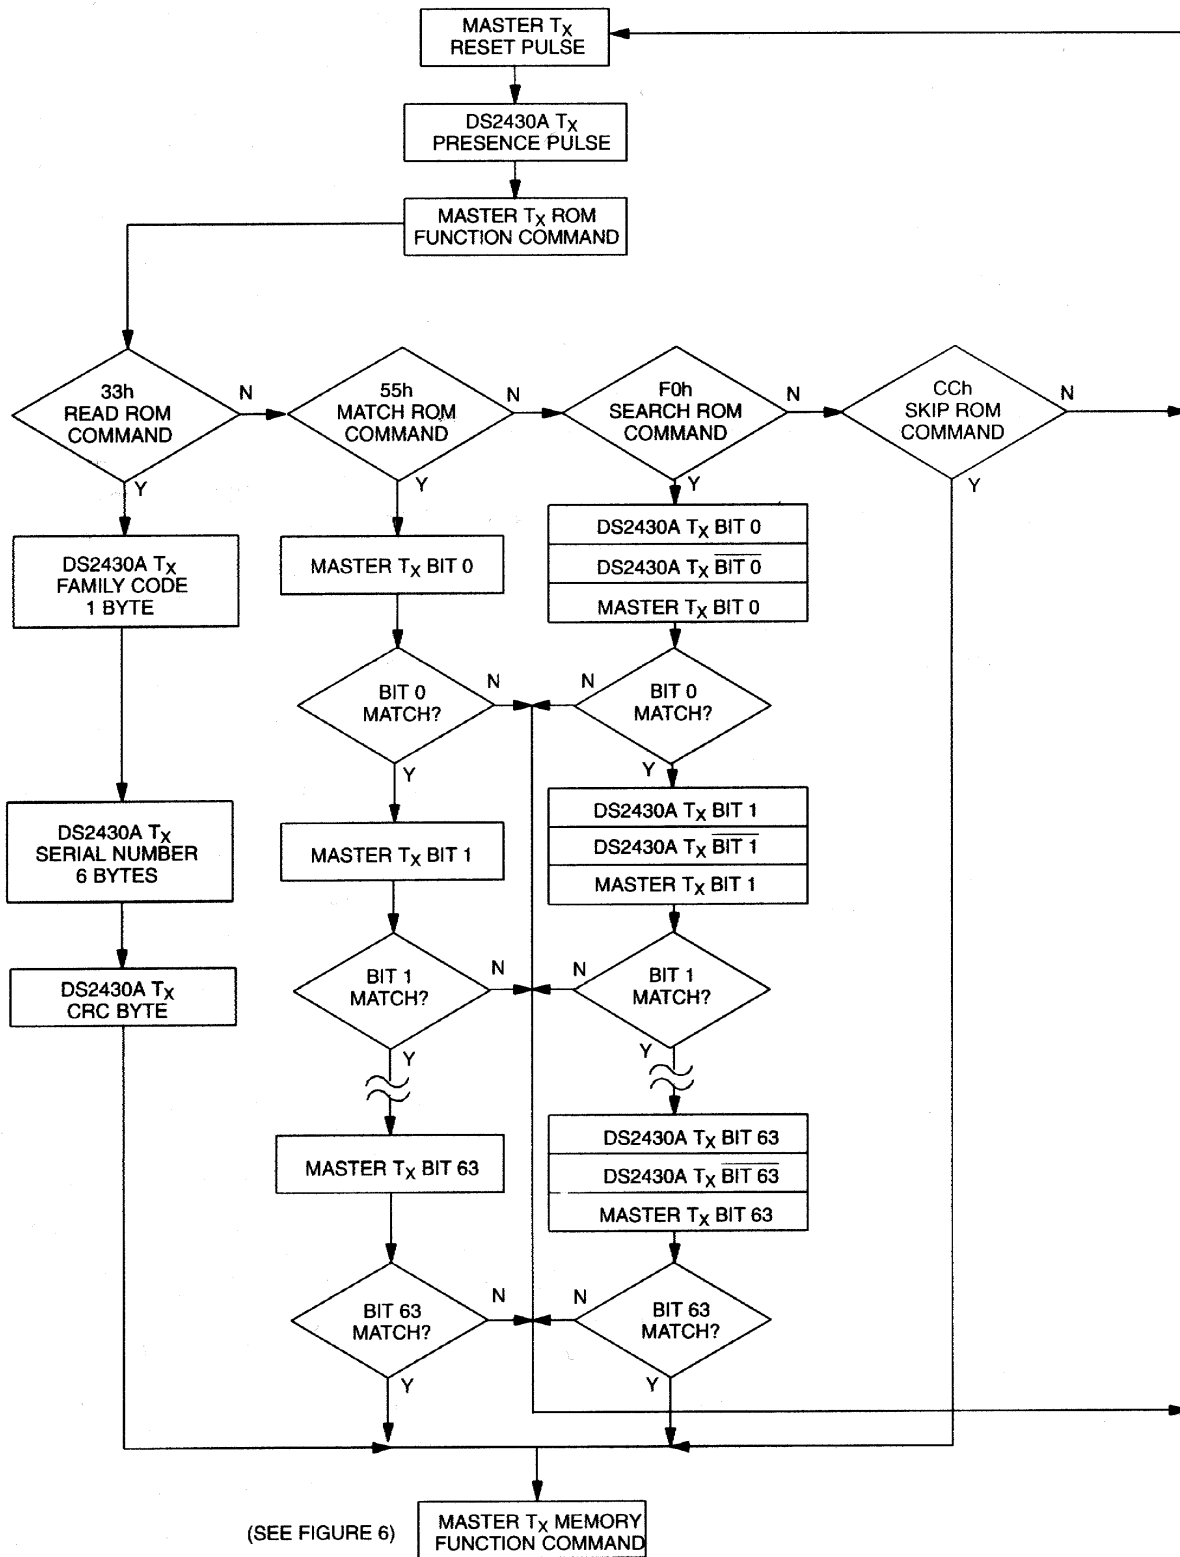 MASTER TX
RESET PULSE
DS2430A TX
PRESENCE PULSE
MASTER TX ROM
FUNCTION COMMAND
33h
READ ROM
COMMAND
N
Y
55h
MATCH ROM
COMMAND
N
Y
F0h
SEARCH ROM
COMMAND
N
Y
CCh
SKIP ROM
COMMAND
N
Y
DS2430A TX
FAMILY CODE
1 BYTE
DS2430A TX
SERIAL NUMBER
6 BYTES
DS2430A TX
CRC BYTE
MASTER TX BIT 0
BIT 0
MATCH?
N
Y
MASTER TX BIT 1
BIT 1
MATCH?
N
Y
MASTER TX BIT 63
BIT 63
MATCH?
N
Y
DS2430A TX BIT 0
DS2430A TX BIT 0
MASTER TX BIT 0
BIT 0
MATCH?
N
Y
DS2430A TX BIT 1
DS2430A TX BIT 1
MASTER TX BIT 1
BIT 1
MATCH?
N
Y
DS2430A TX BIT 63
DS2430A TX BIT 63
MASTER TX BIT 63
BIT 63
MATCH?
N
Y
(SEE FIGURE 6)
MASTER TX MEMORY
FUNCTION COMMAND